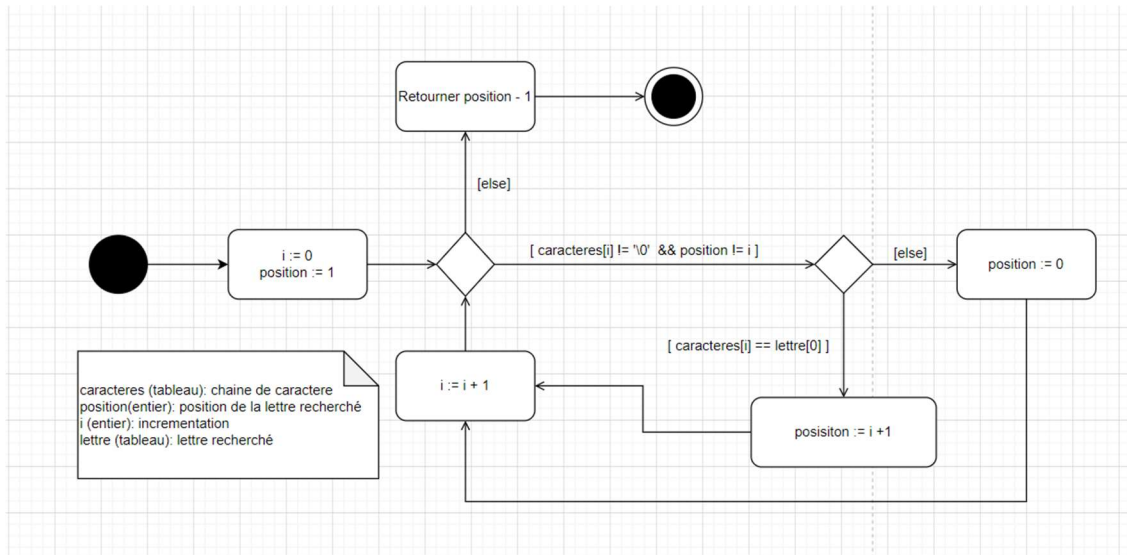 Retourner position - 1
[else]
i := 0
position := 1
[ caracteres[i] != '\0'  && position != i ]
[else]
position := 0
[ caracteres[i] == lettre[0] ]
i := i + 1
posisiton := i +1
caracteres (tableau): chaine de caractere
position(entier): position de la lettre recherché
i (entier): incrementation
lettre (tableau): lettre recherché